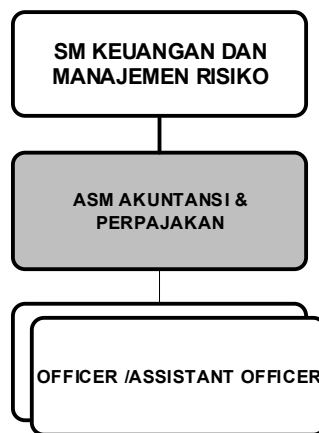 SM KEUANGAN DAN
MANAJEMEN RISIKO
ASM AKUNTANSI &
PERPAJAKAN
OFFICER /ASSISTANT OFFICER